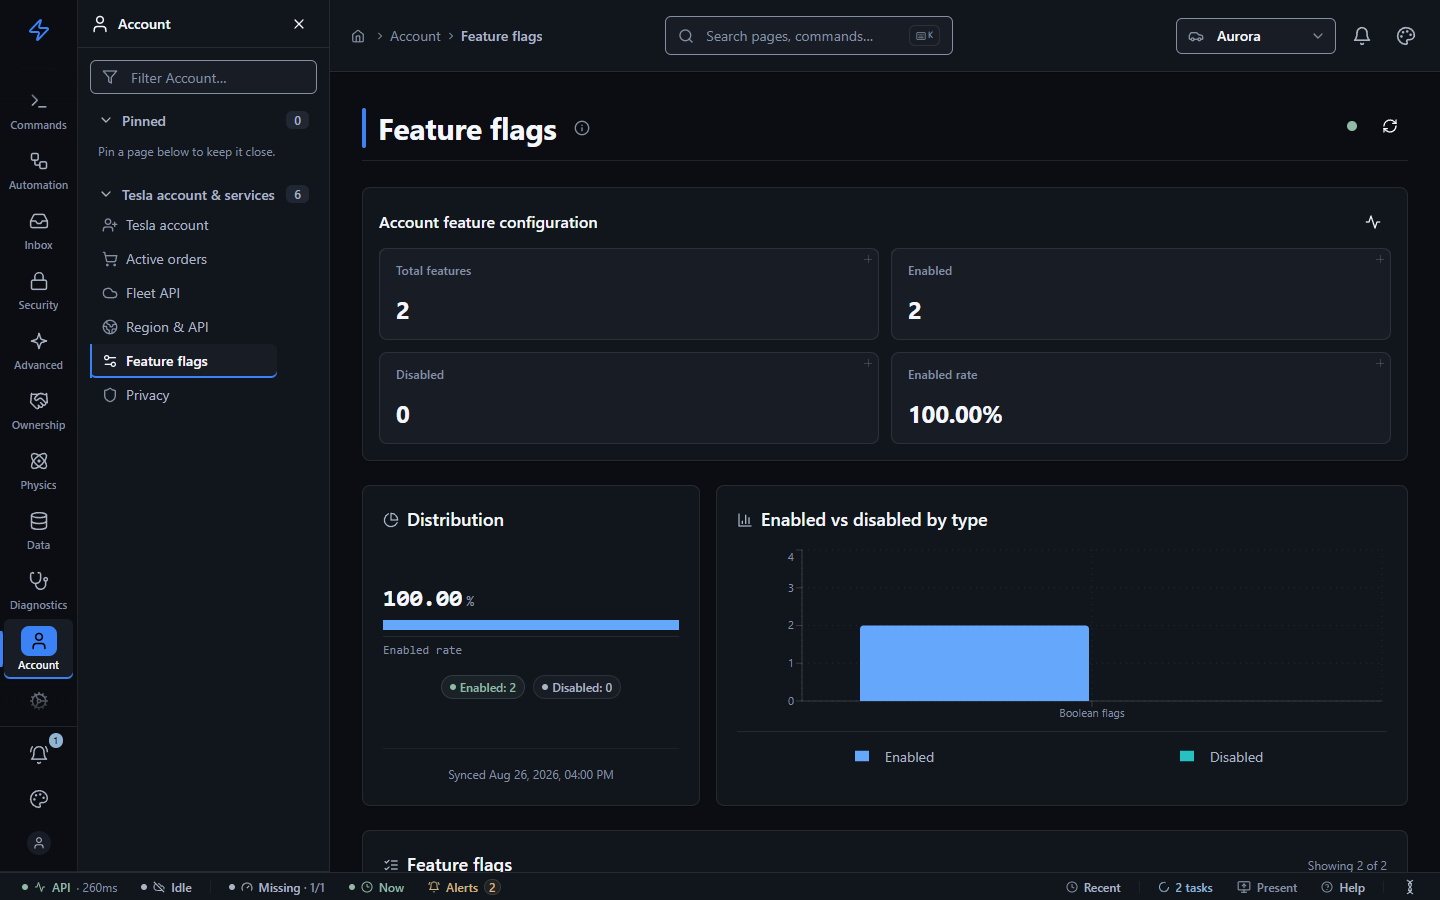 Account
Account
Feature flags
Search pages, commands...
K
Aurora
Filter Account...
Pinned
0
Pin a page below to keep it close.
Tesla account & services
6
Tesla account
Active orders
Fleet API
Region & API
Feature flags
Privacy
Commands
Automation
Inbox
Security
Advanced
Ownership
Physics
Data
Diagnostics
Account
1
Feature flags
Account feature configuration
Total features
2
Enabled
2
Disabled
0
Enabled rate
100.00%
Distribution
100.00 %
Enabled rate
Enabled: 2
Disabled: 0
Synced Aug 26, 2026, 04:00 PM
Enabled vs disabled by type
4
3
2
1
0
Boolean flags
Enabled
Disabled
Feature flags
Showing 2 of 2
API · 260ms
Idle
Missing · 1/1
Now
Alerts 2
Recent
2 tasks
Present
Help